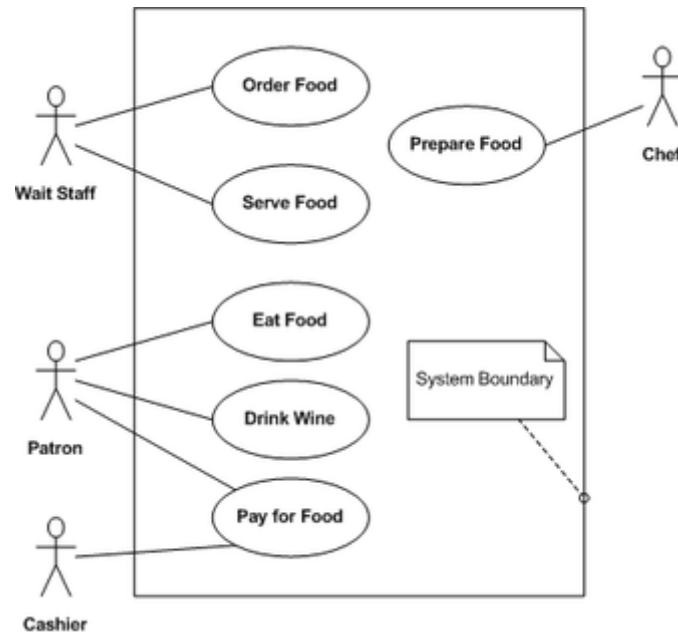 Order Food
Prepare Food
Chef
Wait Staff
Serve Food
Eat Food
System Boundary
Drink Wine
Patron
Pay for Food
Cashier